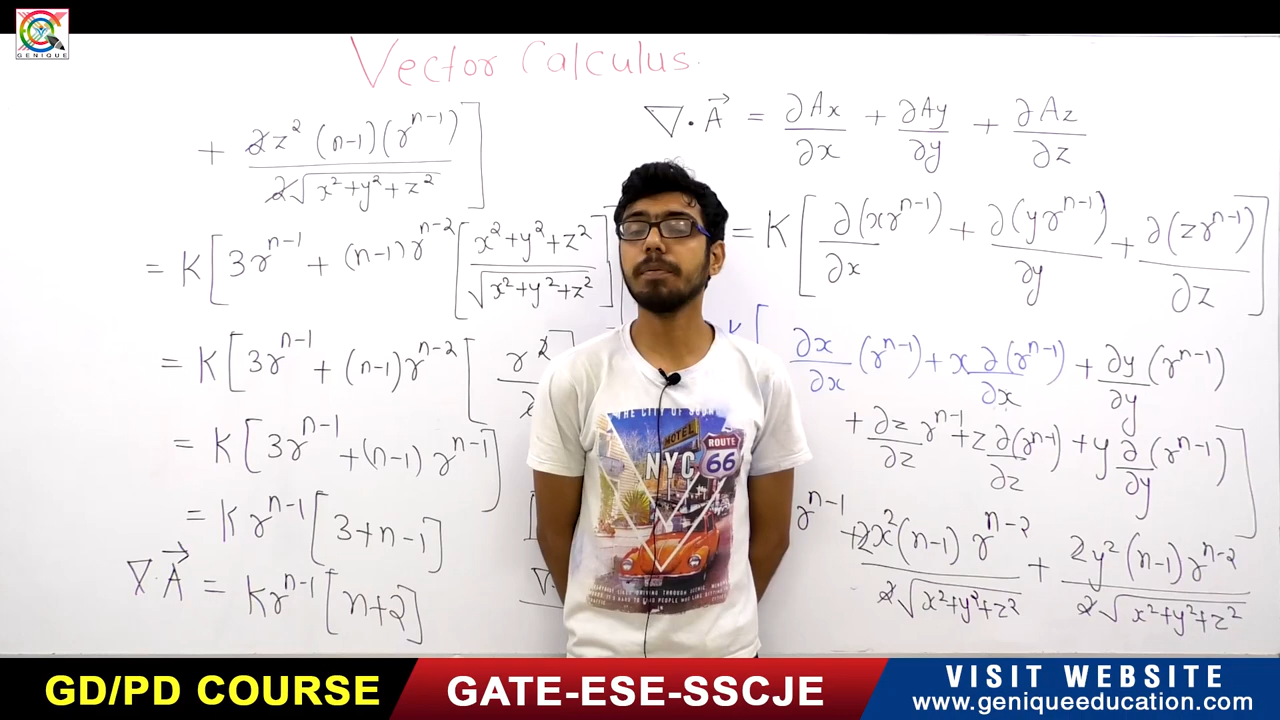 GENIQUE
Vector Calculus.
+ 2z² (n-1)(r^{n-1}) / 2√(x²+y²+z²) ]
= K[3r^{n-1} + (n-1)r^{n-2} [ (x²+y²+z²) / √(x²+y²+z²) ]
= K[3r^{n-1} + (n-1)r^{n-2} [ r²
= K[3r^{n-1} + (n-1) r^{n-1}]
= K r^{n-1} [3+n-1]
∇·A⃗ = Kr^{n-1} [n+2]
∇·A⃗ = ∂Ax/∂x + ∂Ay/∂y + ∂Az/∂z
= K[ ∂(xr^{n-1})/∂x + ∂(yr^{n-1})/∂y + ∂(zr^{n-1})/∂z ]
K[ ∂x/∂x (r^{n-1}) + x ∂(r^{n-1})/∂x + ∂y/∂y (r^{n-1})
+ ∂z/∂z r^{n-1} + z ∂(r^{n-1})/∂z + y ∂/∂y (r^{n-1}) ]
r^{n-1} + 2x²(n-1) r^{n-2} / 2√(x²+y²+z²) + 2y²(n-1)r^{n-2} / 2√(x²+y²+z²)
THE CITY OF
MOTEL
ROUTE
NYC 66
GD/PD COURSE
GATE-ESE-SSCJE
VISIT WEBSITE
www.geniqueeducation.com